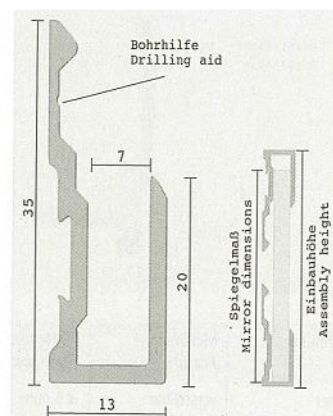 Bohrhilfe
Drilling aid
7
35
20
13
Spiegelmaß
Mirror dimensions
Einbauhöhe
Assembly height